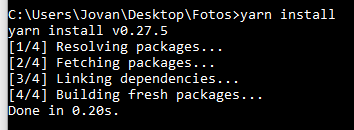 C:\Users\Jovan\Desktop\Fotos>yarn install
yarn install v0.27.5
[1/4] Resolving packages...
[2/4] Fetching packages...
[3/4] Linking dependencies...
[4/4] Building fresh packages...
Done in 0.20s.